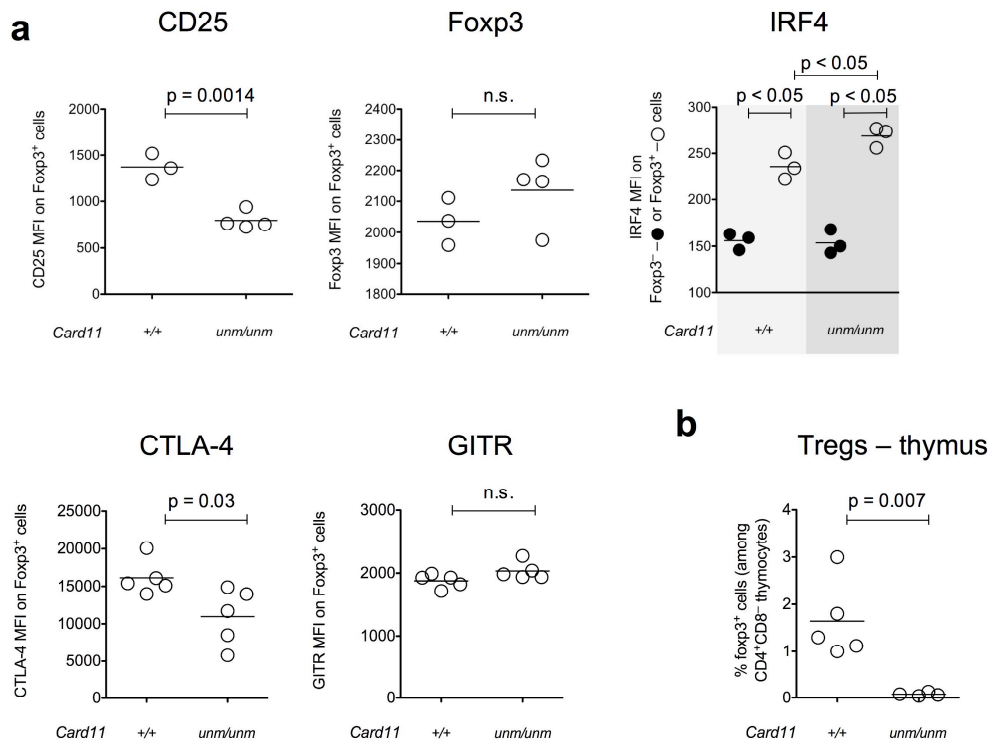 a
CD25
Foxp3
IRF4
p = 0.0014
n.s.
p < 0.05
p < 0.05
p < 0.05
CD25 MFI on Foxp3⁺ cells
2000
1500
1000
500
0
Card11 +/+ unm/unm
Foxp3 MFI on Foxp3⁺ cells
2400
2300
2200
2100
2000
1900
1800
Card11 +/+ unm/unm
IRF4 MFI on
Foxp3⁻ – ● or Foxp3⁺ –○ cells
300
250
200
150
100
Card11 +/+ unm/unm
CTLA-4
GITR
b
Tregs – thymus
p = 0.03
n.s.
p = 0.007
CTLA-4 MFI on Foxp3⁺ cells
25000
20000
15000
10000
5000
0
Card11 +/+ unm/unm
GITR MFI on Foxp3⁺ cells
3000
2000
1000
0
Card11 +/+ unm/unm
% foxp3⁺ cells (among
CD4⁺CD8⁻ thymocytes)
4
3
2
1
0
Card11 +/+ unm/unm